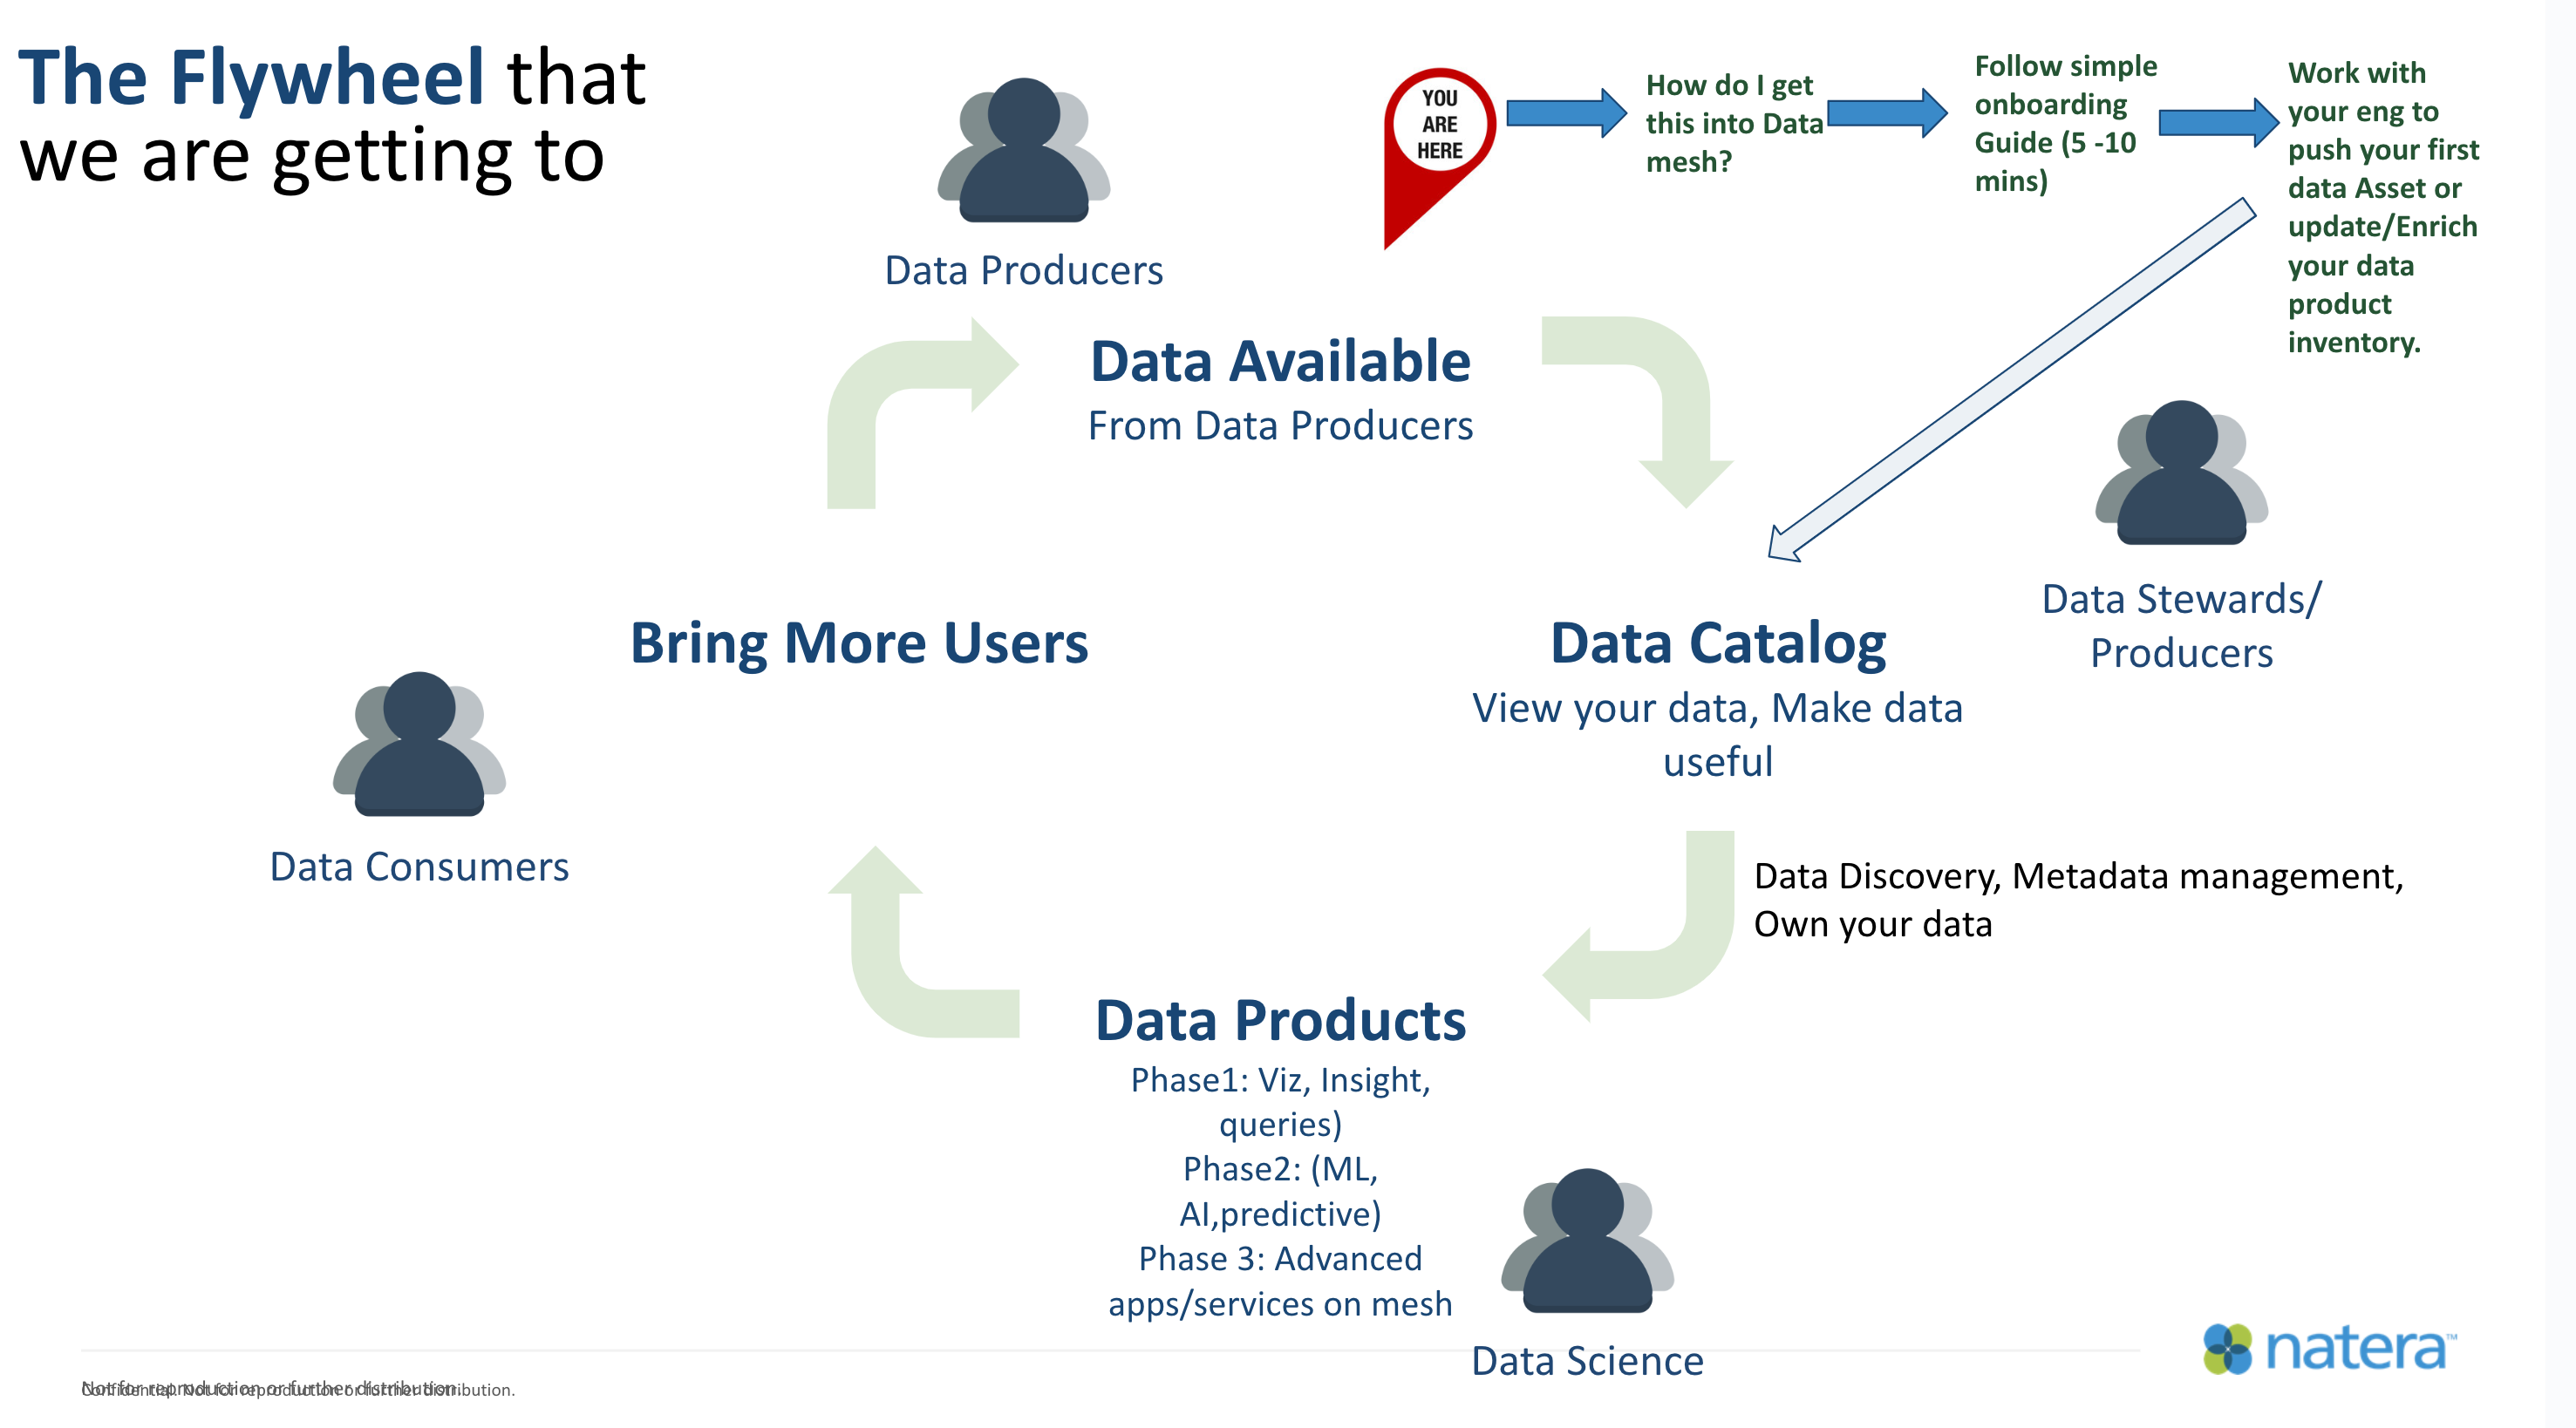 The Flywheel that
we are getting to
Data Producers
YOU
ARE
HERE
How do I get
this into Data
mesh?
Follow simple
onboarding
Guide (5 -10
mins)
Work with
your eng to
push your first
data Asset or
update/Enrich
your data
product
inventory.
Data Available
From Data Producers
Data Stewards/
Producers
Bring More Users
Data Catalog
View your data, Make data
useful
Data Consumers
Data Discovery, Metadata management,
Own your data
Data Products
Phase1: Viz, Insight,
queries)
Phase2: (ML,
AI,predictive)
Phase 3: Advanced
apps/services on mesh
Data Science
natera™
Not for reproduction or further distribution.
Confidential. Not for reproduction or further distribution.